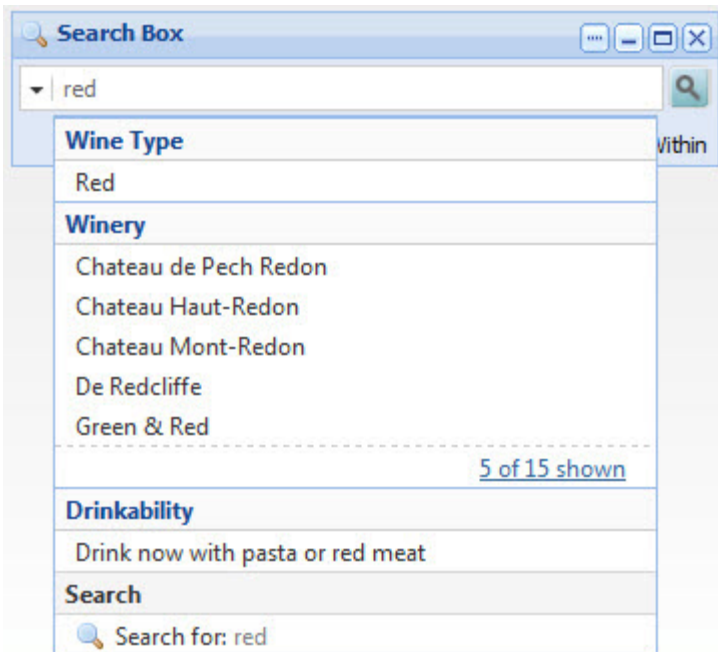 Search Box
red
Wine Type
Red
Winery
Chateau de Pech Redon
Chateau Haut-Redon
Chateau Mont-Redon
De Redcliffe
Green & Red
5 of 15 shown
Drinkability
Drink now with pasta or red meat
Search
Search for: red